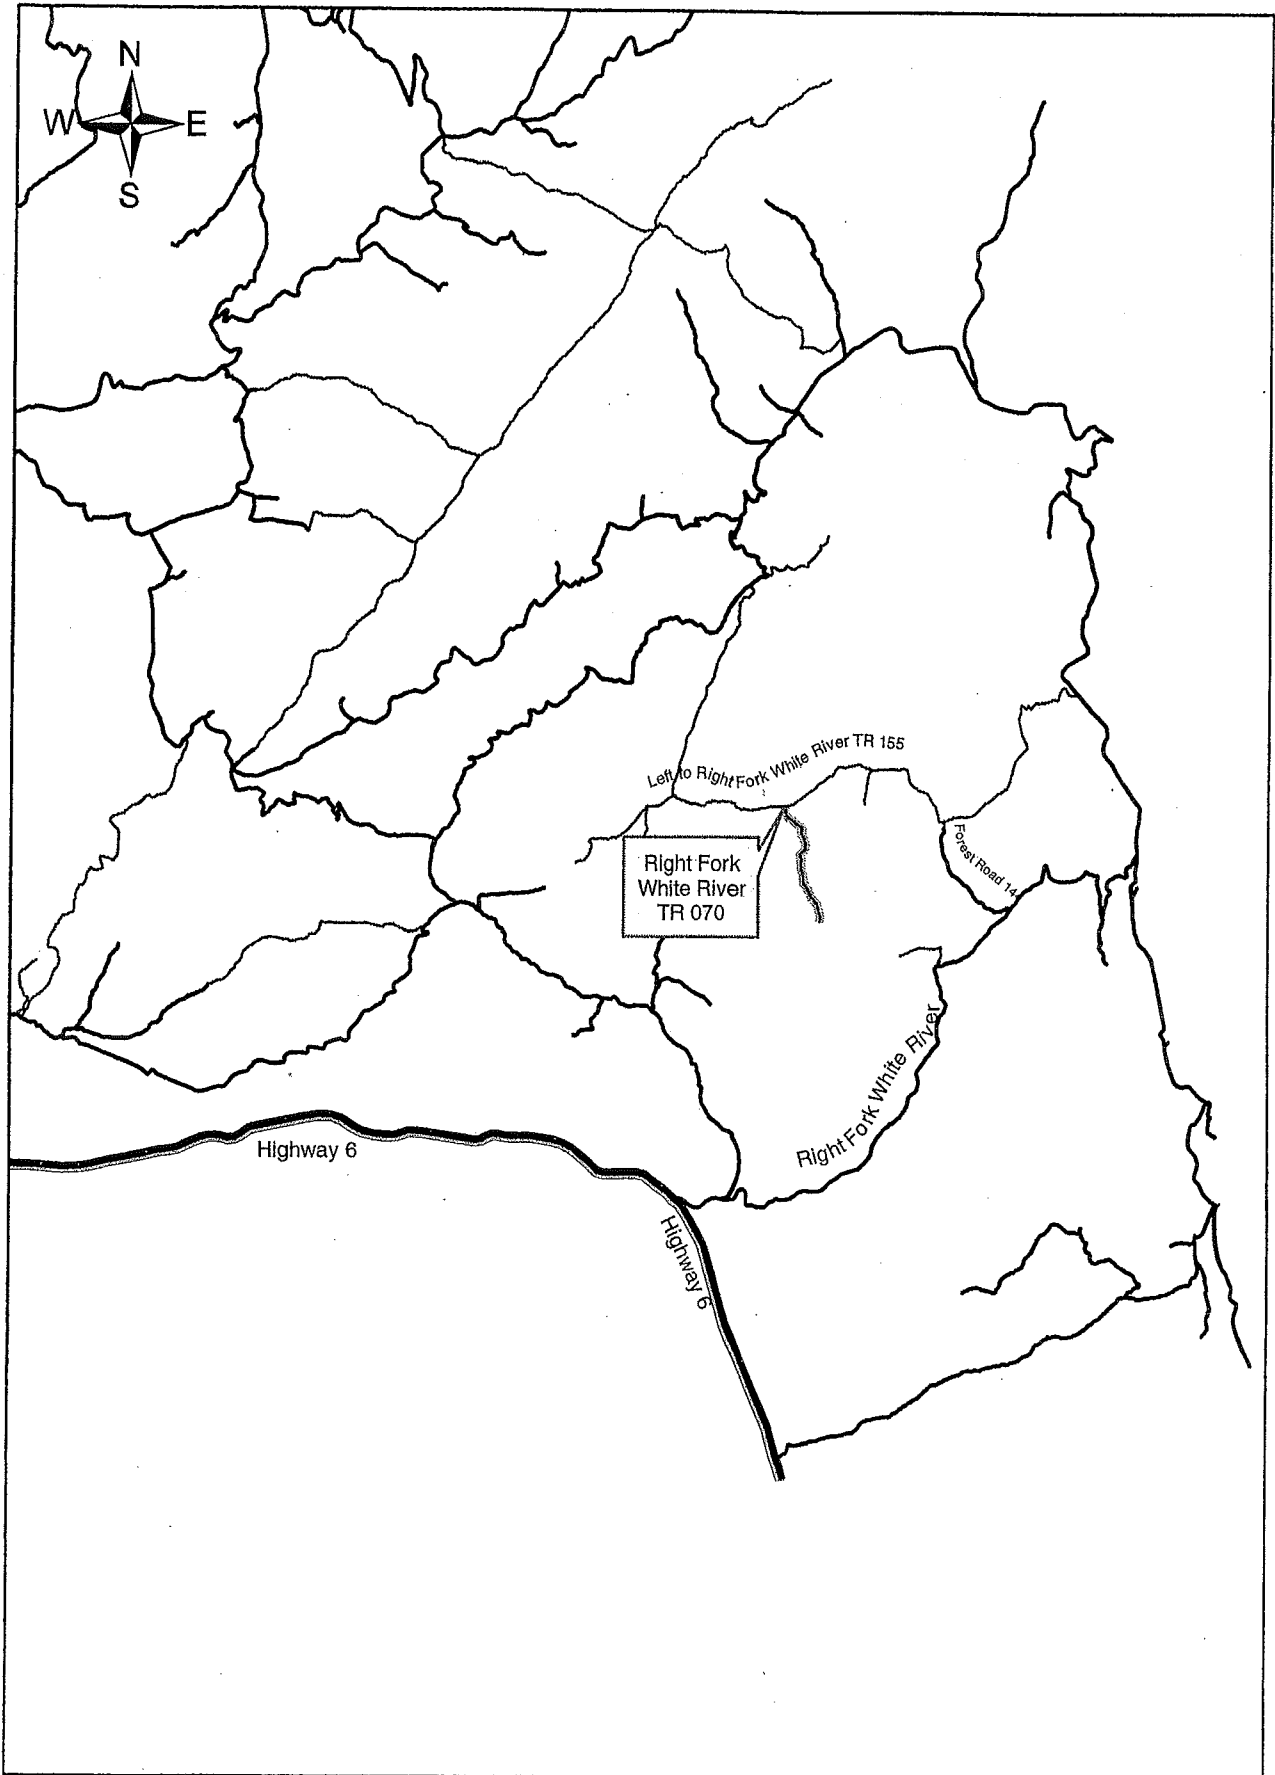 N
W E
S
Left to Right Fork White River TR 155
Right Fork
White River
TR 070
Forest Road 14
Right Fork White River
Highway 6
Highway 6